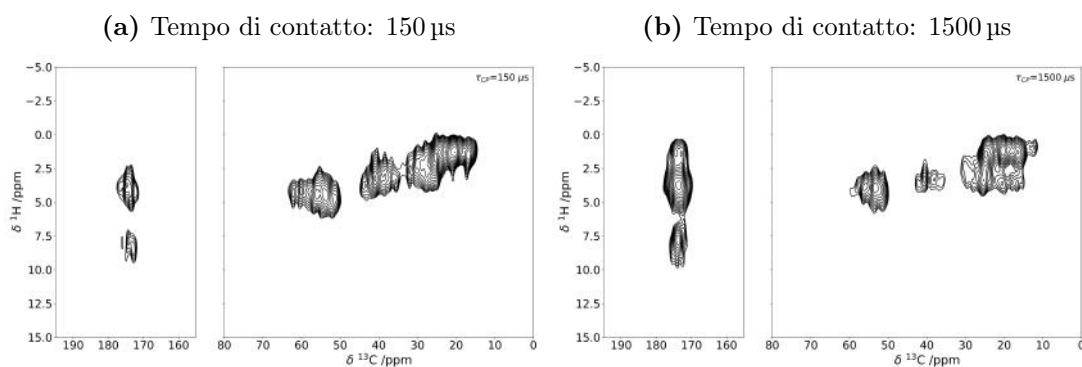 (a) Tempo di contatto: 150 µs
(b) Tempo di contatto: 1500 µs
−5.0
−2.5
0.0
2.5
5.0
7.5
10.0
12.5
15.0
δ ¹H /ppm
190 180 170 160
τCP=150 µs
80 70 60 50 40 30 20 10 0
δ ¹³C /ppm
−5.0
−2.5
0.0
2.5
5.0
7.5
10.0
12.5
15.0
δ ¹H /ppm
190 180 170 160
τCP=1500 µs
80 70 60 50 40 30 20 10 0
δ ¹³C /ppm